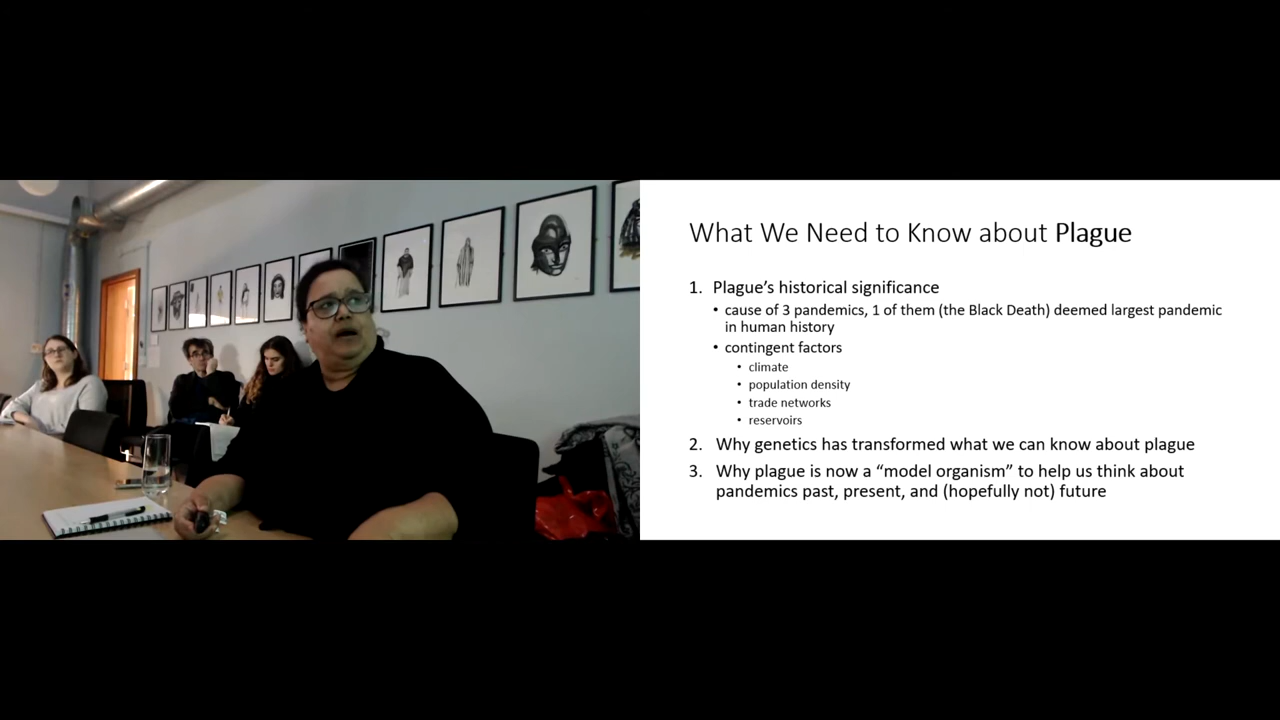 What We Need to Know about Plague
1. Plague’s historical significance
• cause of 3 pandemics, 1 of them (the Black Death) deemed largest pandemic
in human history
• contingent factors
• climate
• population density
• trade networks
• reservoirs
2. Why genetics has transformed what we can know about plague
3. Why plague is now a “model organism” to help us think about
pandemics past, present, and (hopefully not) future